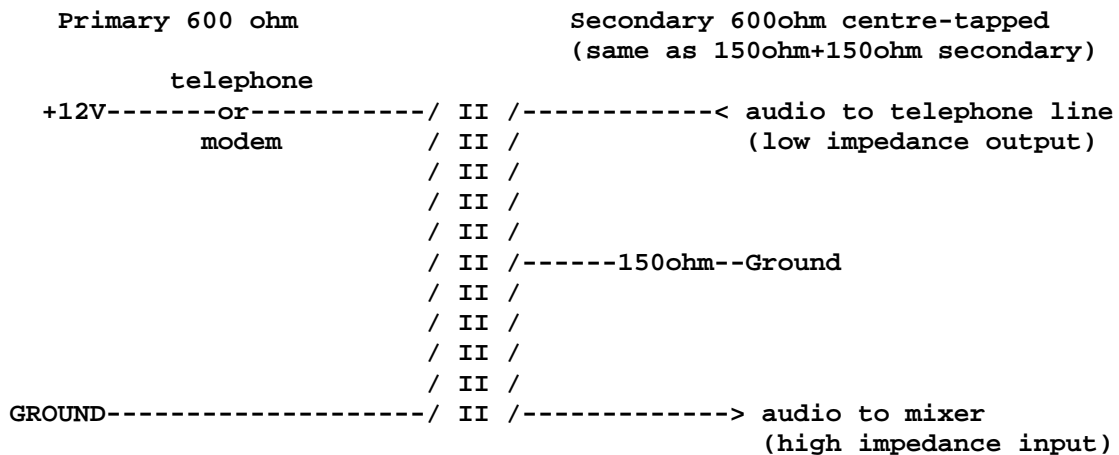 Primary 600 ohm                 Secondary 600ohm centre-tapped
                                (same as 150ohm+150ohm secondary)
       telephone
+12V-------or-----------/ II /------------< audio to telephone line
         modem          / II /              (low impedance output)
                        / II /
                        / II /
                        / II /
                        / II /------150ohm--Ground
                        / II /
                        / II /
                        / II /
                        / II /
GROUND--------------------/ II /-------------> audio to mixer
                                               (high impedance input)